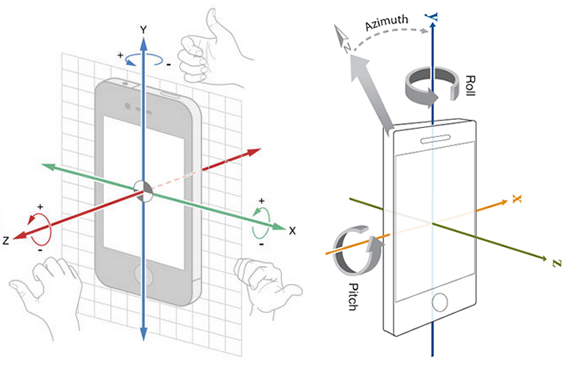 Y
+
-
+
-
X
+
-
Z
Azimuth
Y
N
Roll
X
Z
Pitch